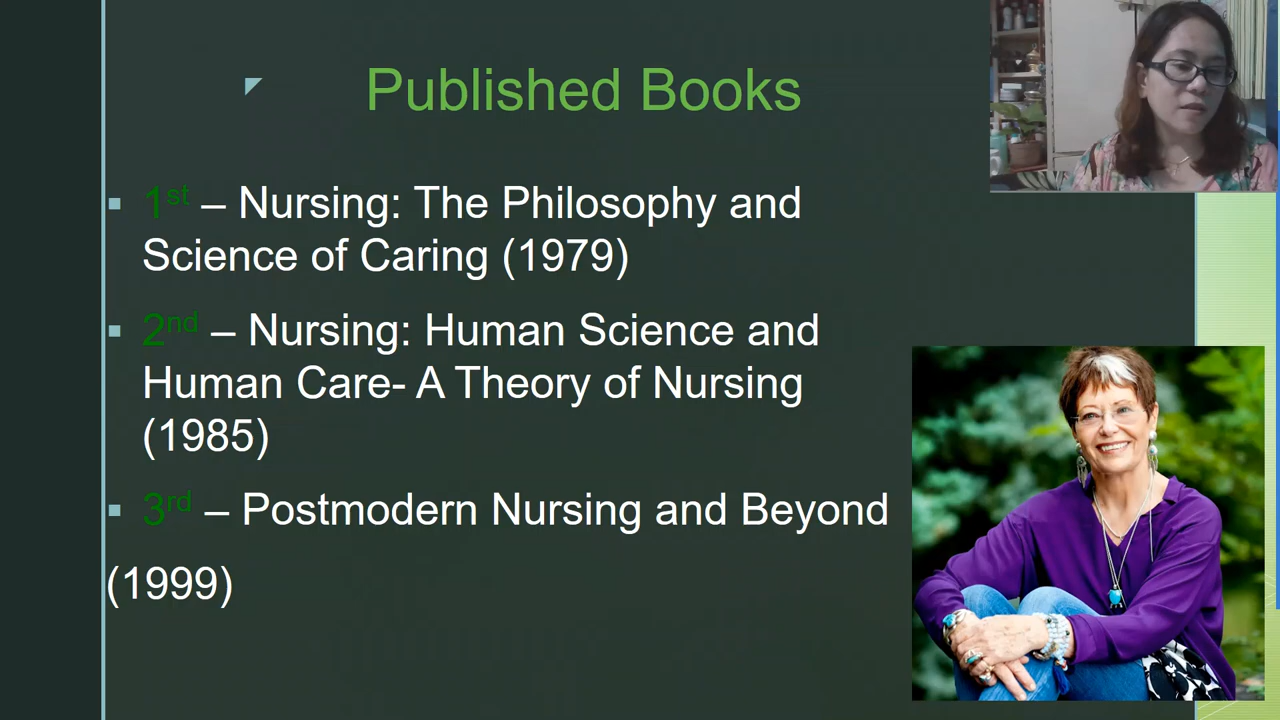 Published Books
▪ 1st – Nursing: The Philosophy and
Science of Caring (1979)
▪ 2nd – Nursing: Human Science and
Human Care- A Theory of Nursing
(1985)
▪ 3rd – Postmodern Nursing and Beyond
(1999)